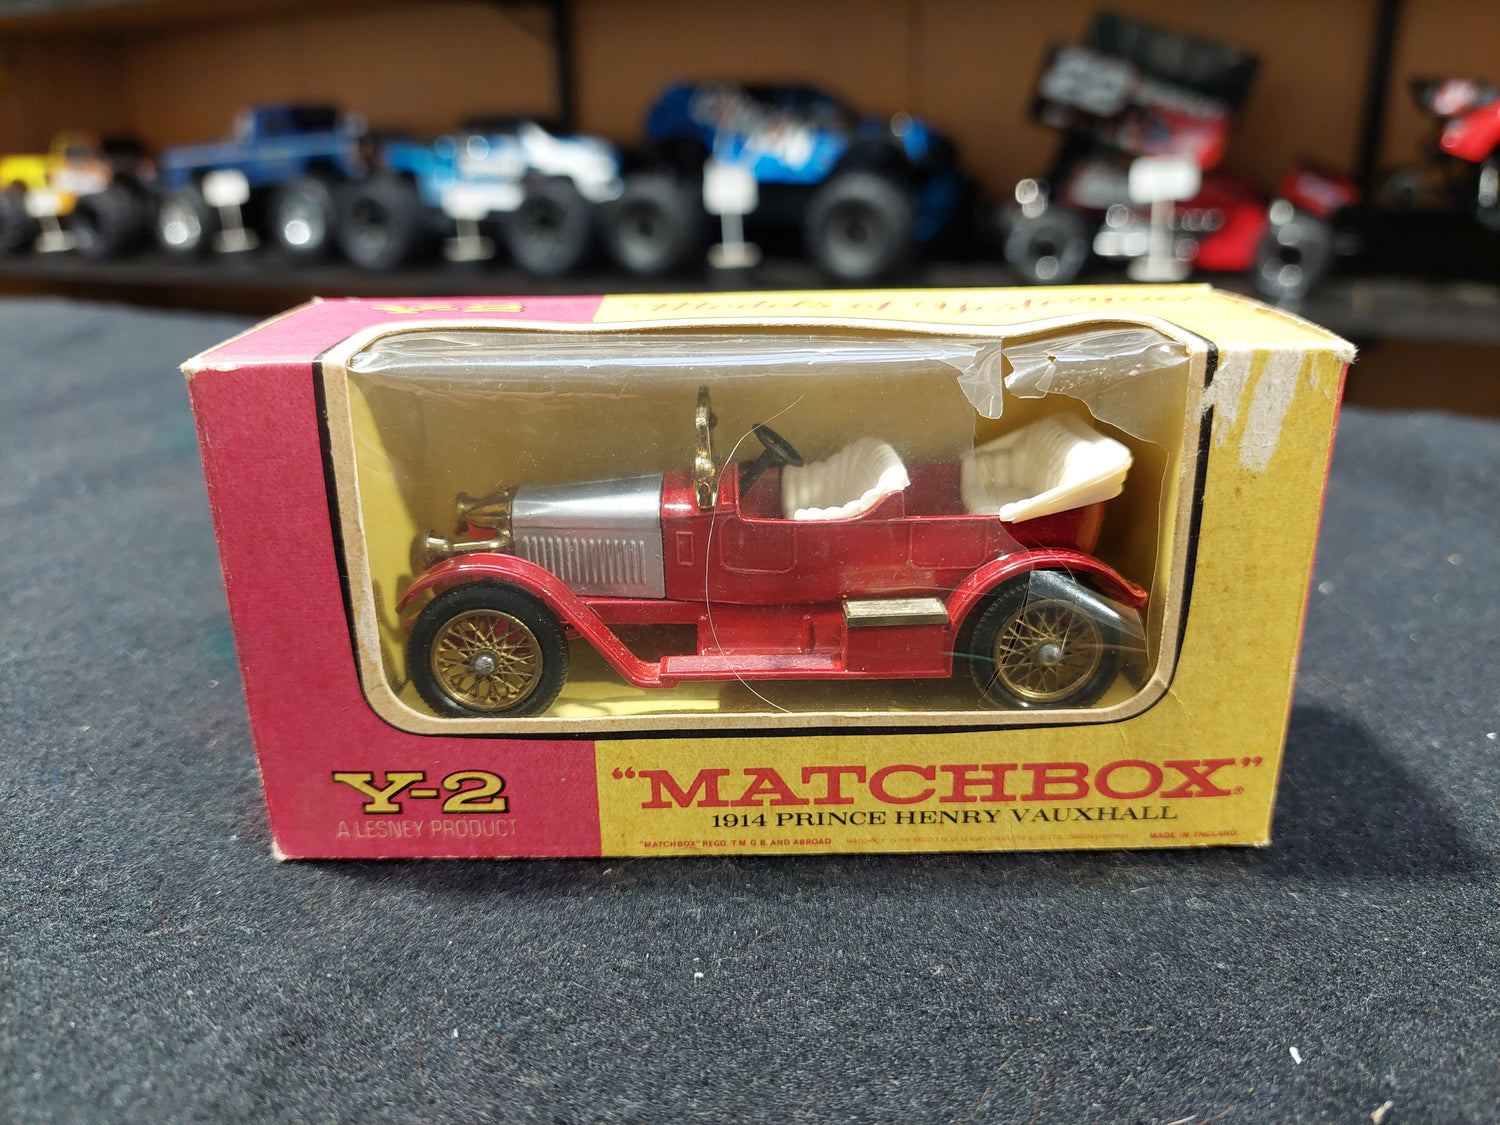 Y-2
Models of Yesteryear
Y-2
A LESNEY PRODUCT
"MATCHBOX"®
1914 PRINCE HENRY VAUXHALL
"MATCHBOX" REGD. T.M. G.B. AND ABROAD
MADE IN ENGLAND
22